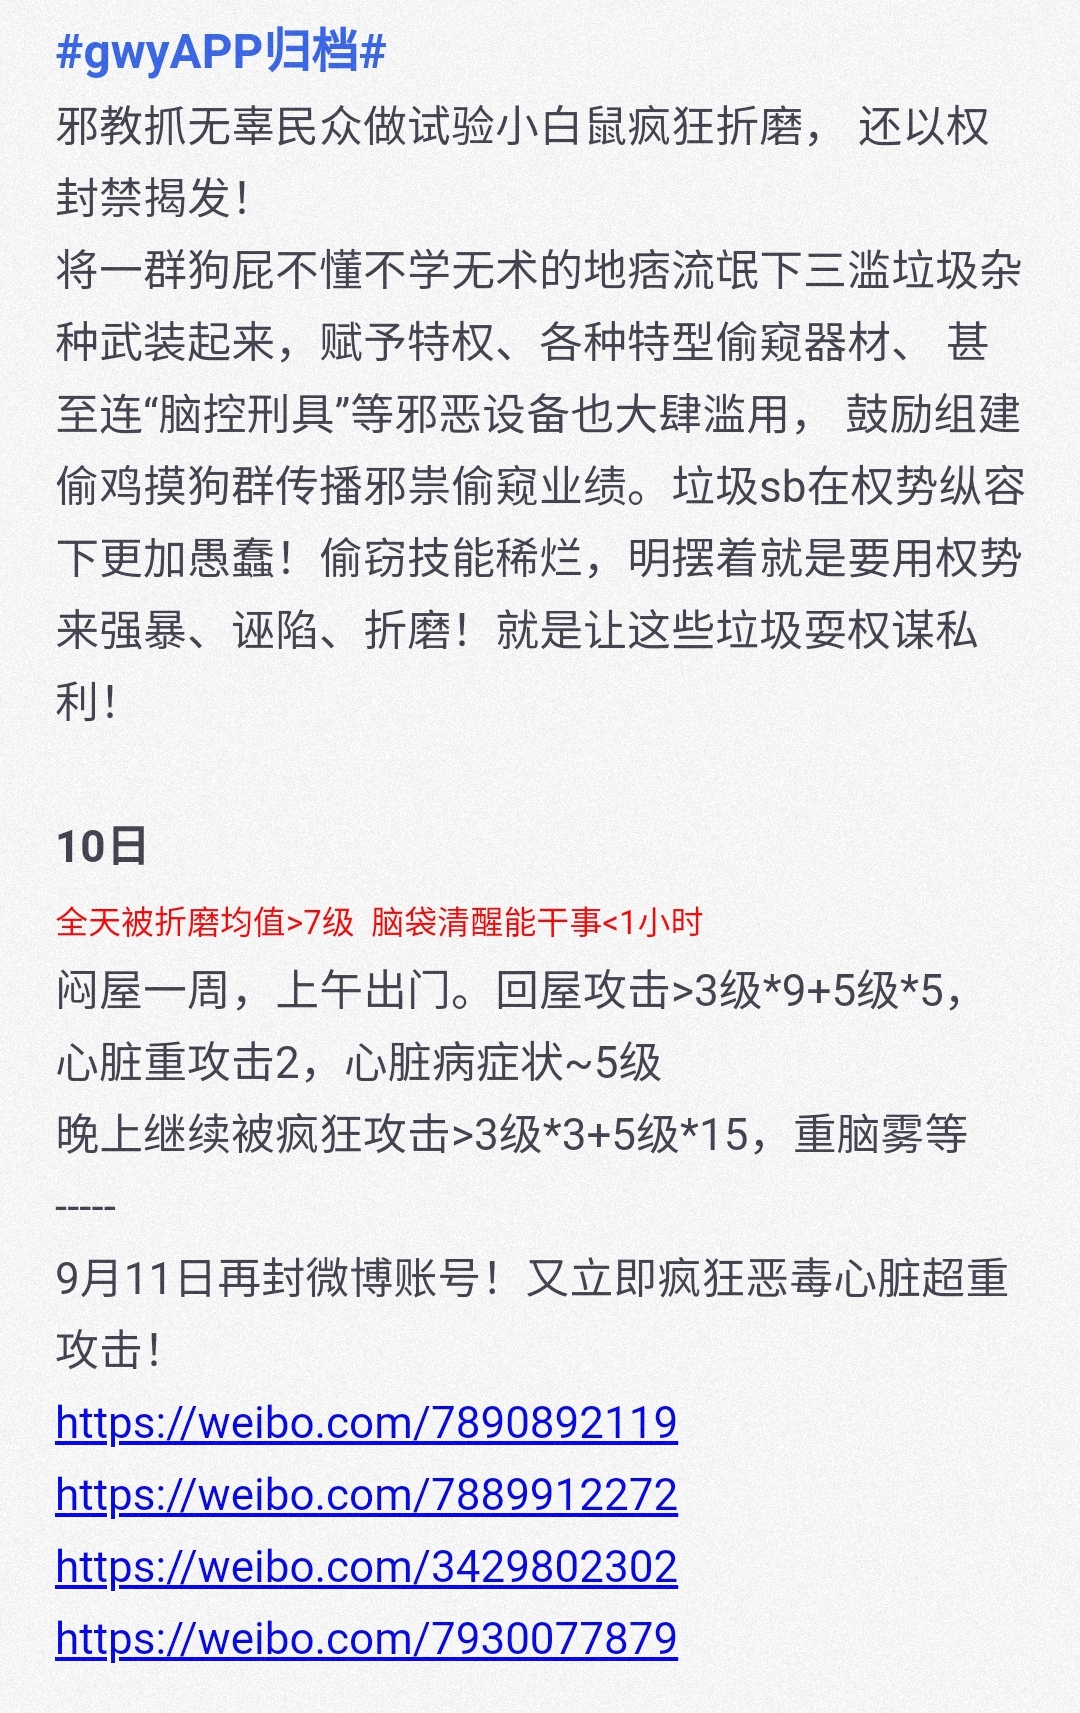 #gwyAPP归档#
邪教抓无辜民众做试验小白鼠疯狂折磨， 还以权
封禁揭发！
将一群狗屁不懂不学无术的地痞流氓下三滥垃圾杂
种武装起来，赋予特权、各种特型偷窥器材、 甚
至连“脑控刑具”等邪恶设备也大肆滥用， 鼓励组建
偷鸡摸狗群传播邪祟偷窥业绩。垃圾sb在权势纵容
下更加愚蠢！偷窃技能稀烂，明摆着就是要用权势
来强暴、诬陷、折磨！就是让这些垃圾耍权谋私
利！
10日
全天被折磨均值>7级  脑袋清醒能干事<1小时
闷屋一周，上午出门。回屋攻击>3级*9+5级*5，
心脏重攻击2，心脏病症状~5级
晚上继续被疯狂攻击>3级*3+5级*15，重脑雾等
-----
9月11日再封微博账号！又立即疯狂恶毒心脏超重
攻击！
https://weibo.com/7890892119
https://weibo.com/7889912272
https://weibo.com/3429802302
https://weibo.com/7930077879